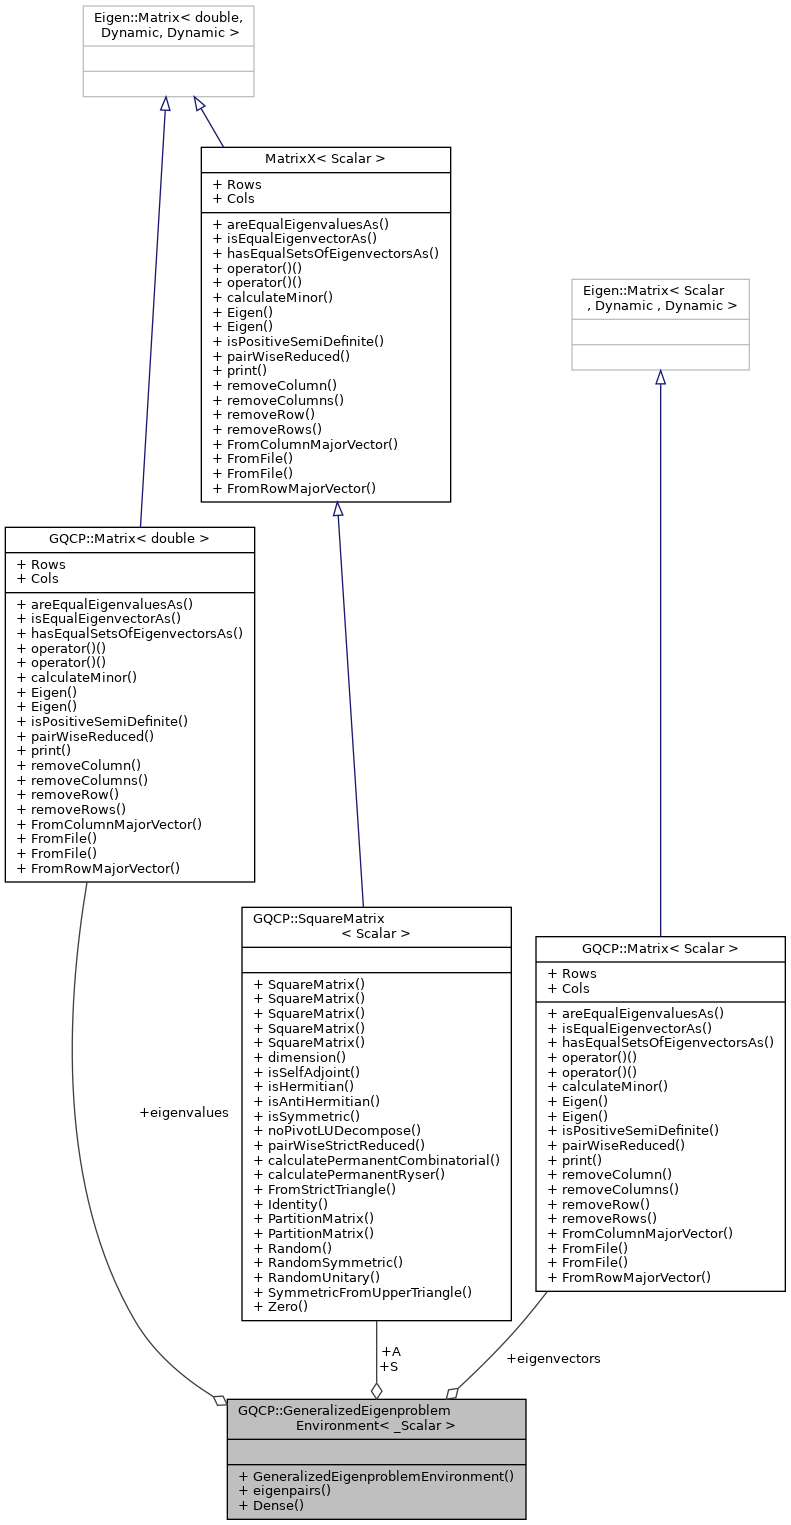 Eigen::Matrix< double,
Dynamic, Dynamic >
MatrixX< Scalar >
+ Rows
+ Cols
+ areEqualEigenvaluesAs()
+ isEqualEigenvectorAs()
+ hasEqualSetsOfEigenvectorsAs()
+ operator()()
+ operator()()
+ calculateMinor()
+ Eigen()
+ Eigen()
+ isPositiveSemiDefinite()
+ pairWiseReduced()
+ print()
+ removeColumn()
+ removeColumns()
+ removeRow()
+ removeRows()
+ FromColumnMajorVector()
+ FromFile()
+ FromFile()
+ FromRowMajorVector()
Eigen::Matrix< Scalar
, Dynamic , Dynamic >
GQCP::Matrix< double >
+ Rows
+ Cols
+ areEqualEigenvaluesAs()
+ isEqualEigenvectorAs()
+ hasEqualSetsOfEigenvectorsAs()
+ operator()()
+ operator()()
+ calculateMinor()
+ Eigen()
+ Eigen()
+ isPositiveSemiDefinite()
+ pairWiseReduced()
+ print()
+ removeColumn()
+ removeColumns()
+ removeRow()
+ removeRows()
+ FromColumnMajorVector()
+ FromFile()
+ FromFile()
+ FromRowMajorVector()
GQCP::SquareMatrix
< Scalar >
+ SquareMatrix()
+ SquareMatrix()
+ SquareMatrix()
+ SquareMatrix()
+ SquareMatrix()
+ dimension()
+ isSelfAdjoint()
+ isHermitian()
+ isAntiHermitian()
+ isSymmetric()
+ noPivotLUDecompose()
+ pairWiseStrictReduced()
+ calculatePermanentCombinatorial()
+ calculatePermanentRyser()
+ FromStrictTriangle()
+ Identity()
+ PartitionMatrix()
+ PartitionMatrix()
+ Random()
+ RandomSymmetric()
+ RandomUnitary()
+ SymmetricFromUpperTriangle()
+ Zero()
GQCP::Matrix< Scalar >
+ Rows
+ Cols
+ areEqualEigenvaluesAs()
+ isEqualEigenvectorAs()
+ hasEqualSetsOfEigenvectorsAs()
+ operator()()
+ operator()()
+ calculateMinor()
+ Eigen()
+ Eigen()
+ isPositiveSemiDefinite()
+ pairWiseReduced()
+ print()
+ removeColumn()
+ removeColumns()
+ removeRow()
+ removeRows()
+ FromColumnMajorVector()
+ FromFile()
+ FromFile()
+ FromRowMajorVector()
+eigenvalues
+A
+S
+eigenvectors
GQCP::GeneralizedEigenproblem
Environment< _Scalar >
+ GeneralizedEigenproblemEnvironment()
+ eigenpairs()
+ Dense()